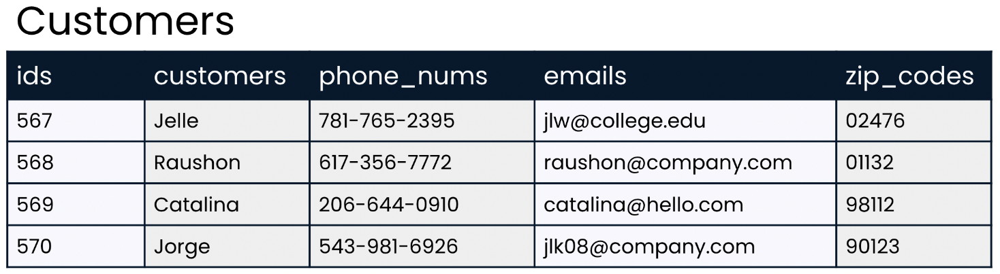 Customers
ids customers phone_nums emails zip_codes
567 Jelle 781-765-2395 jlw@college.edu 02476
568 Raushon 617-356-7772 raushon@company.com 01132
569 Catalina 206-644-0910 catalina@hello.com 98112
570 Jorge 543-981-6926 jlk08@company.com 90123